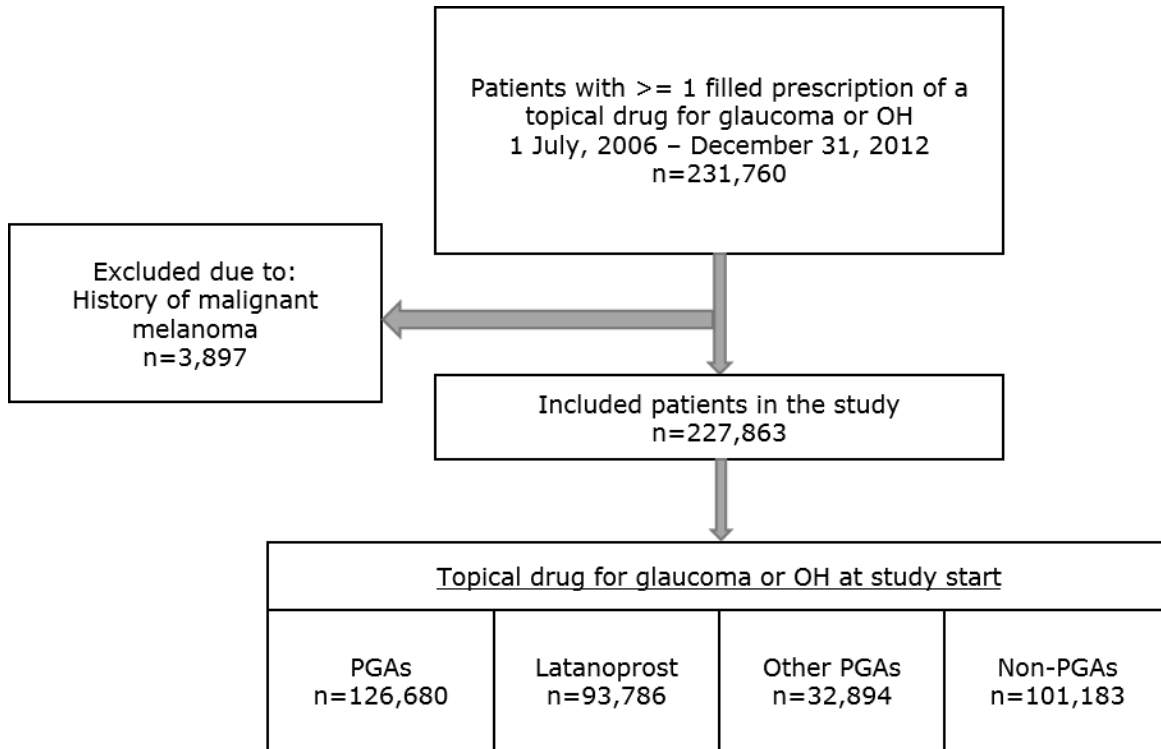 Patients with >= 1 filled prescription of a
topical drug for glaucoma or OH
1 July, 2006 – December 31, 2012
n=231,760
Excluded due to:
History of malignant
melanoma
n=3,897
Included patients in the study
n=227,863
Topical drug for glaucoma or OH at study start
PGAs
n=126,680
Latanoprost
n=93,786
Other PGAs
n=32,894
Non-PGAs
n=101,183